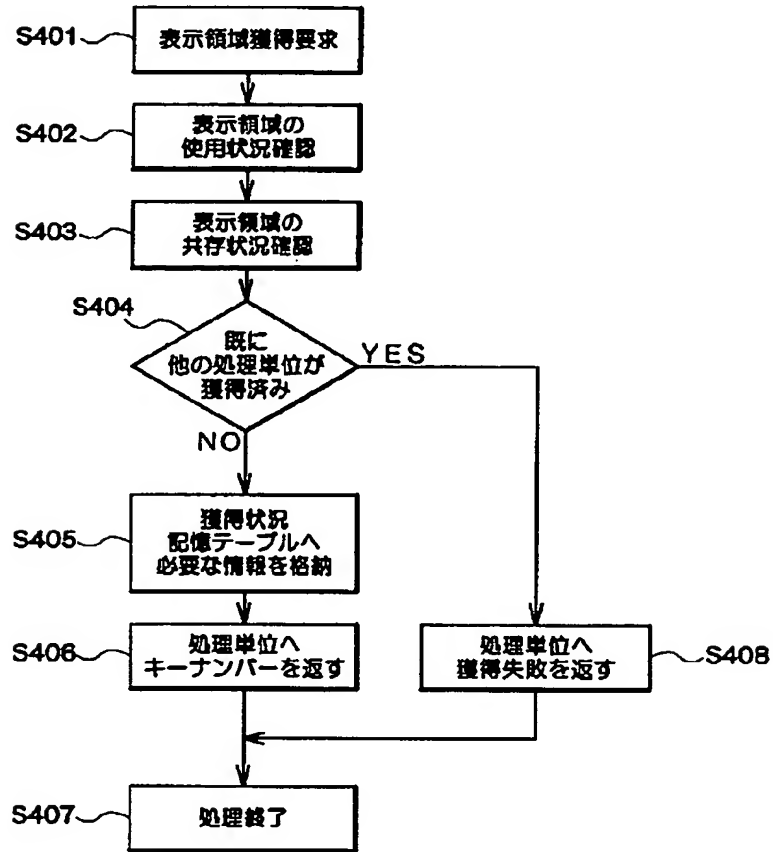 S401
表示領域獲得要求
S402
表示領域の
使用状況確認
S403
表示領域の
共存状況確認
S404
既に
他の処理単位が
獲得済み
YES
NO
S405
獲得状況
記憶テーブルへ
必要な情報を格納
S406
処理単位へ
キーナンバーを返す
処理単位へ
獲得失敗を返す
S408
S407
処理終了